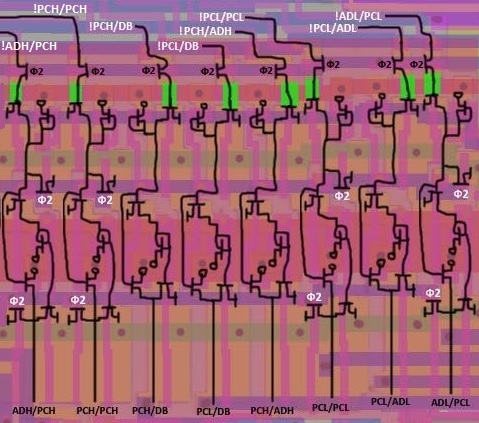 !PCH/PCH
!PCH/DB
!PCL/PCL
!ADL/PCL
!ADH/PCH
!PCL/DB
!PCH/ADH
!PCL/ADL
Φ2 Φ2 Φ2 Φ2 Φ2 Φ2 Φ2 Φ2
Φ2 Φ2 Φ2 Φ2
Φ2 Φ2 Φ2 Φ2
ADH/PCH PCH/PCH PCH/DB PCL/DB PCH/ADH PCL/PCL PCL/ADL ADL/PCL